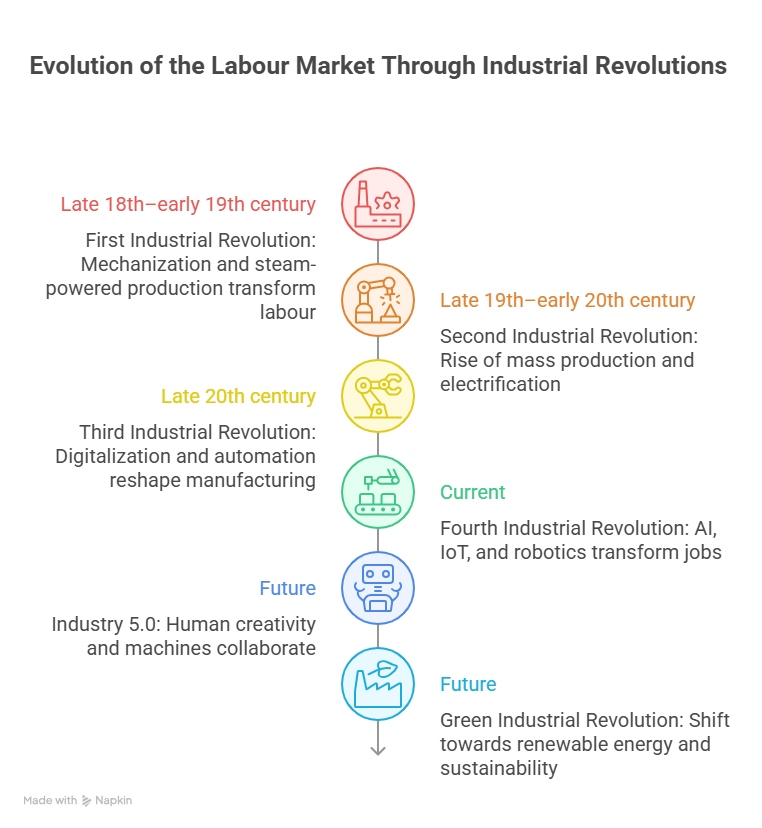 Evolution of the Labour Market Through Industrial Revolutions
Late 18th–early 19th century
First Industrial Revolution:
Mechanization and steam-
powered production transform
labour
Late 19th–early 20th century
Second Industrial Revolution:
Rise of mass production and
electrification
Late 20th century
Third Industrial Revolution:
Digitalization and automation
reshape manufacturing
Current
Fourth Industrial Revolution: AI,
IoT, and robotics transform jobs
Future
Industry 5.0: Human creativity
and machines collaborate
Future
Green Industrial Revolution: Shift
towards renewable energy and
sustainability
Made with Napkin